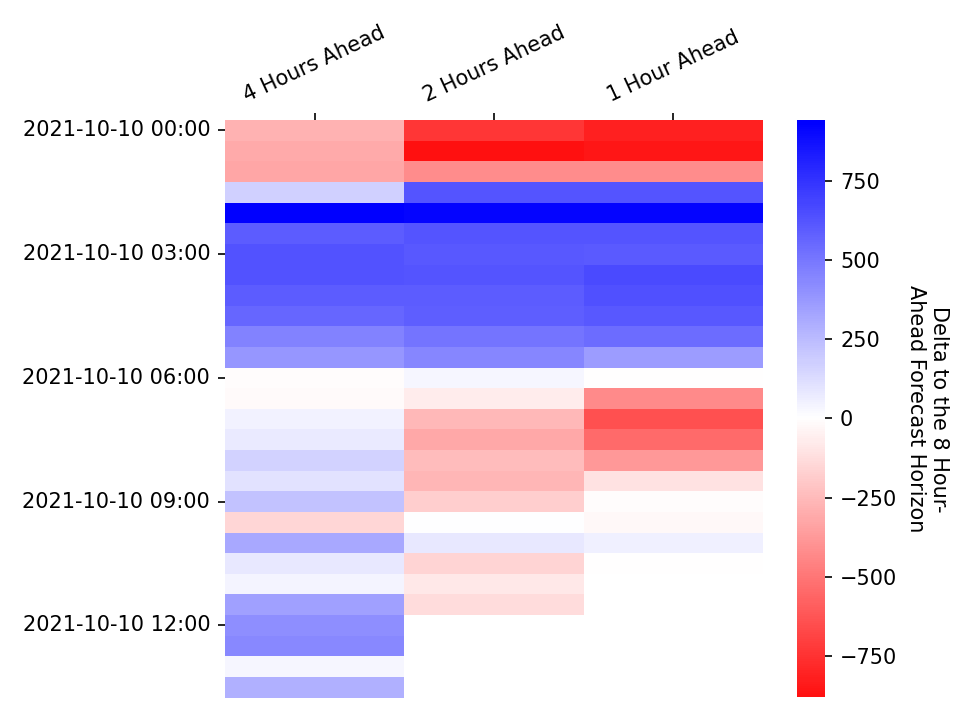 4 Hours Ahead
2 Hours Ahead
1 Hour Ahead
2021-10-10 00:00
2021-10-10 03:00
2021-10-10 06:00
2021-10-10 09:00
2021-10-10 12:00
750
500
250
0
−250
−500
−750
Delta to the 8 Hour-
Ahead Forecast Horizon